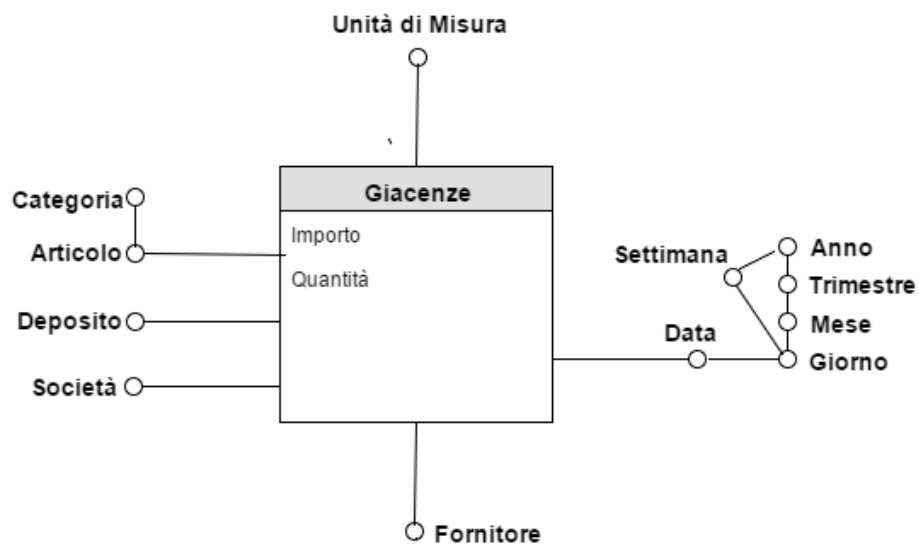 Unità di Misura
Giacenze
Importo
Quantità
Categoria
Articolo
Deposito
Società
Settimana
Anno
Trimestre
Mese
Data
Giorno
Fornitore